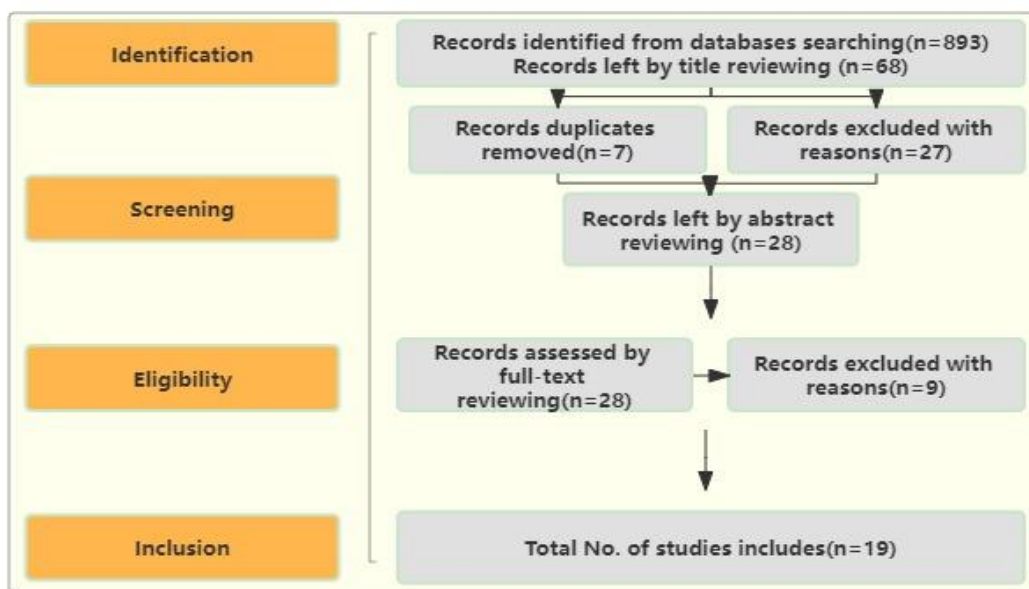 Identification
Records identified from databases searching(n=893)
Records left by title reviewing (n=68)
Records duplicates
removed(n=7)
Records excluded with
reasons(n=27)
Screening
Records left by abstract
reviewing (n=28)
Eligibility
Records assessed by
full-text
reviewing(n=28)
Records excluded with
reasons(n=9)
Inclusion
Total No. of studies includes(n=19)